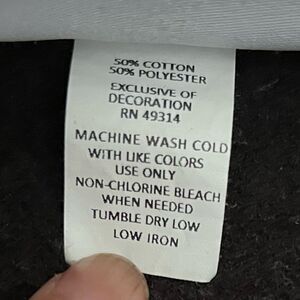 50% COTTON
50% POLYESTER
EXCLUSIVE OF
DECORATION
RN 49314
MACHINE WASH COLD
WITH LIKE COLORS
USE ONLY
NON-CHLORINE BLEACH
WHEN NEEDED
TUMBLE DRY LOW
LOW IRON